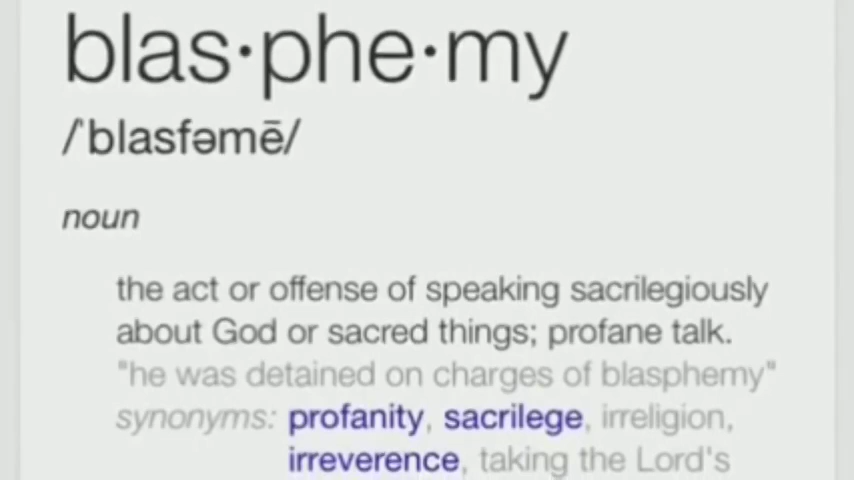 blas·phe·my
/ˈblasfəmē/
noun
the act or offense of speaking sacrilegiously
about God or sacred things; profane talk.
"he was detained on charges of blasphemy"
synonyms: profanity, sacrilege, irreligion,
irreverence, taking the Lord's